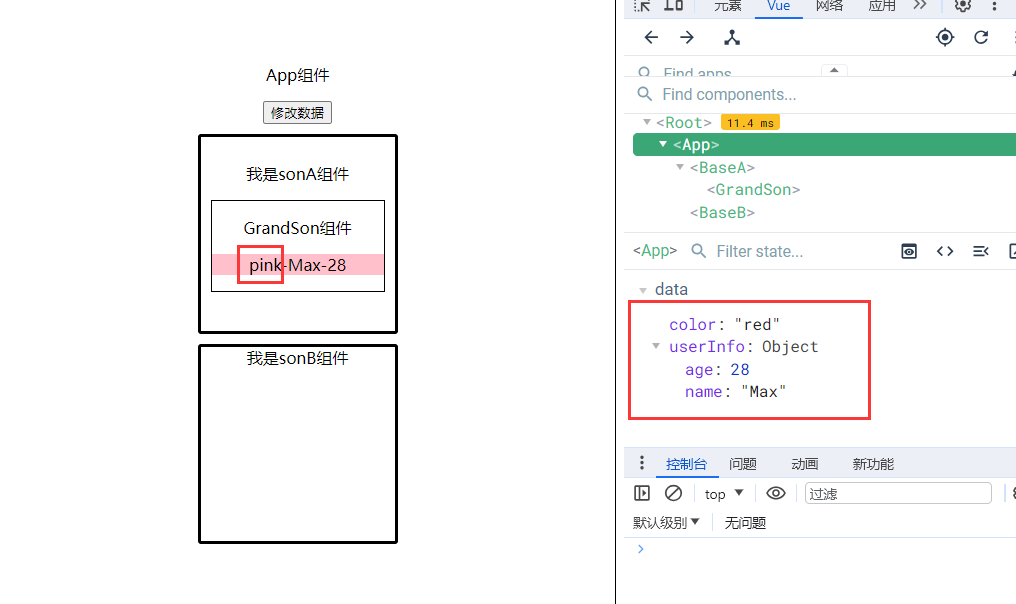 App组件
修改数据
我是sonA组件
GrandSon组件
pink-Max-28
我是sonB组件
元素 Vue 网络 应用
Find apps
Find components...
<Root> 11.4 ms
<App>
<BaseA>
<GrandSon>
<BaseB>
<App> Filter state...
data
color: "red"
userInfo: Object
age: 28
name: "Max"
控制台 问题 动画 新功能
top 过滤
默认级别 无问题